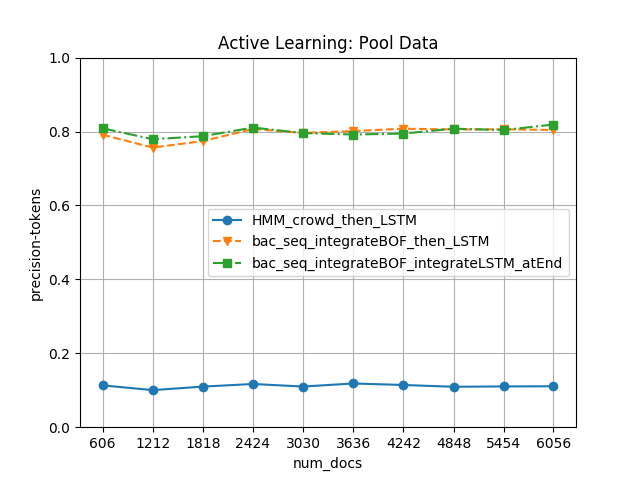 Active Learning: Pool Data
precision-tokens
1.0
0.8
0.6
0.4
0.2
0.0
HMM_crowd_then_LSTM
bac_seq_integrateBOF_then_LSTM
bac_seq_integrateBOF_integrateLSTM_atEnd
606 1212 1818 2424 3030 3636 4242 4848 5454 6056
num_docs